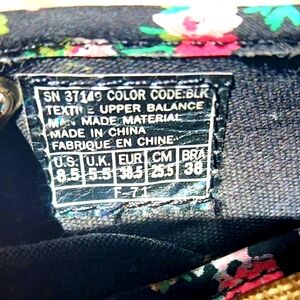 SN 37149 COLOR CODE:BLK
TEXTILE UPPER BALANCE
MAN MADE MATERIAL
MADE IN CHINA
FABRIQUE EN CHINE
U.S. U.K. EUR CM BRA
8.5 5.5 38.5 25.5 38
F-71